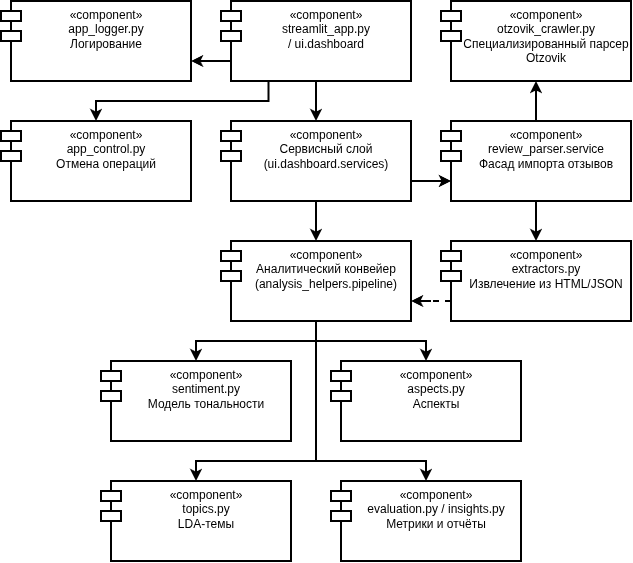 «component»
app_logger.py
Логирование
«component»
streamlit_app.py
/ ui.dashboard
«component»
otzovik_crawler.py
Специализированный парсер
Otzovik
«component»
app_control.py
Отмена операций
«component»
Сервисный слой
(ui.dashboard.services)
«component»
review_parser.service
Фасад импорта отзывов
«component»
Аналитический конвейер
(analysis_helpers.pipeline)
«component»
extractors.py
Извлечение из HTML/JSON
«component»
sentiment.py
Модель тональности
«component»
aspects.py
Аспекты
«component»
topics.py
LDA-темы
«component»
evaluation.py / insights.py
Метрики и отчёты